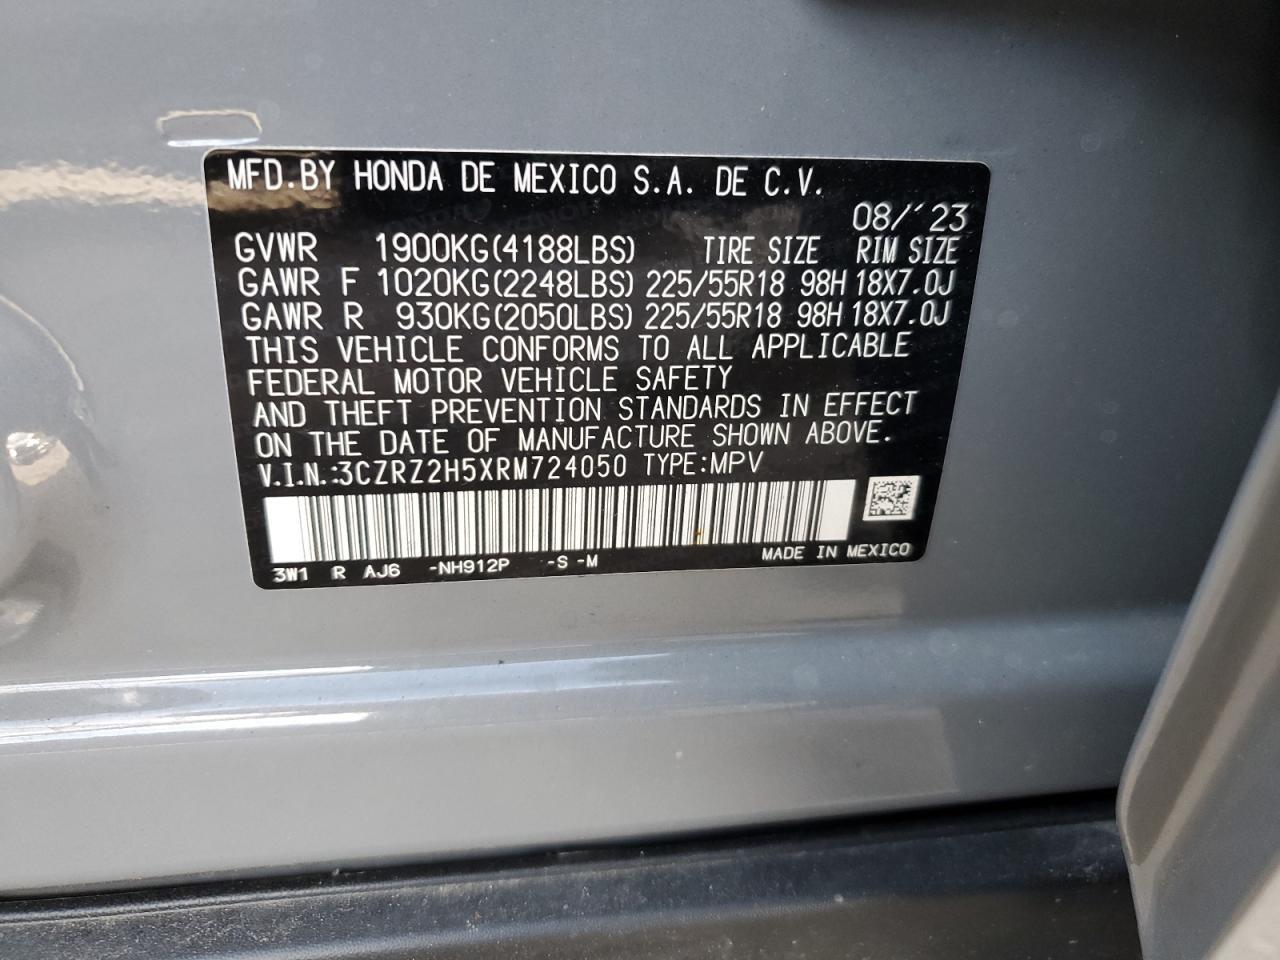 MFD.BY HONDA DE MEXICO S.A. DE C.V.
08/´23
GVWR 1900KG(4188LBS) TIRE SIZE RIM SIZE
GAWR F 1020KG(2248LBS) 225/55R18 98H 18X7.0J
GAWR R 930KG(2050LBS) 225/55R18 98H 18X7.0J
THIS VEHICLE CONFORMS TO ALL APPLICABLE
FEDERAL MOTOR VEHICLE SAFETY
AND THEFT PREVENTION STANDARDS IN EFFECT
ON THE DATE OF MANUFACTURE SHOWN ABOVE.
V.I.N.:3CZRZ2H5XRM724050 TYPE:MPV
MADE IN MEXICO
3W1 R AJ6 -NH912P -S -M